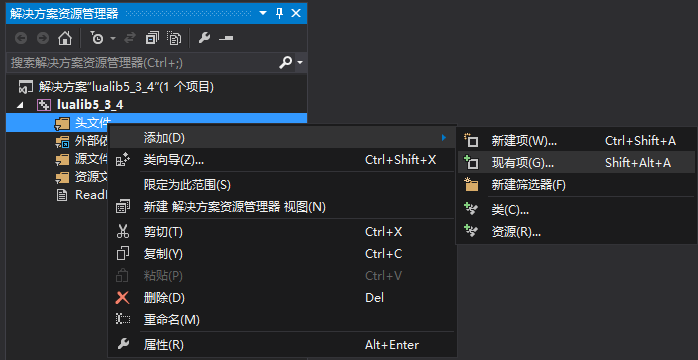 解决方案资源管理器
搜索解决方案资源管理器(Ctrl+;)
解决方案"lualib5_3_4"(1 个项目)
lualib5_3_4
头文件
外部依
源文件
资源文
Read
添加(D)
类向导(Z)... Ctrl+Shift+X
限定为此范围(S)
新建 解决方案资源管理器 视图(N)
剪切(T) Ctrl+X
复制(Y) Ctrl+C
粘贴(P) Ctrl+V
删除(D) Del
重命名(M)
属性(R) Alt+Enter
新建项(W)... Ctrl+Shift+A
现有项(G)... Shift+Alt+A
新建筛选器(F)
类(C)...
资源(R)...